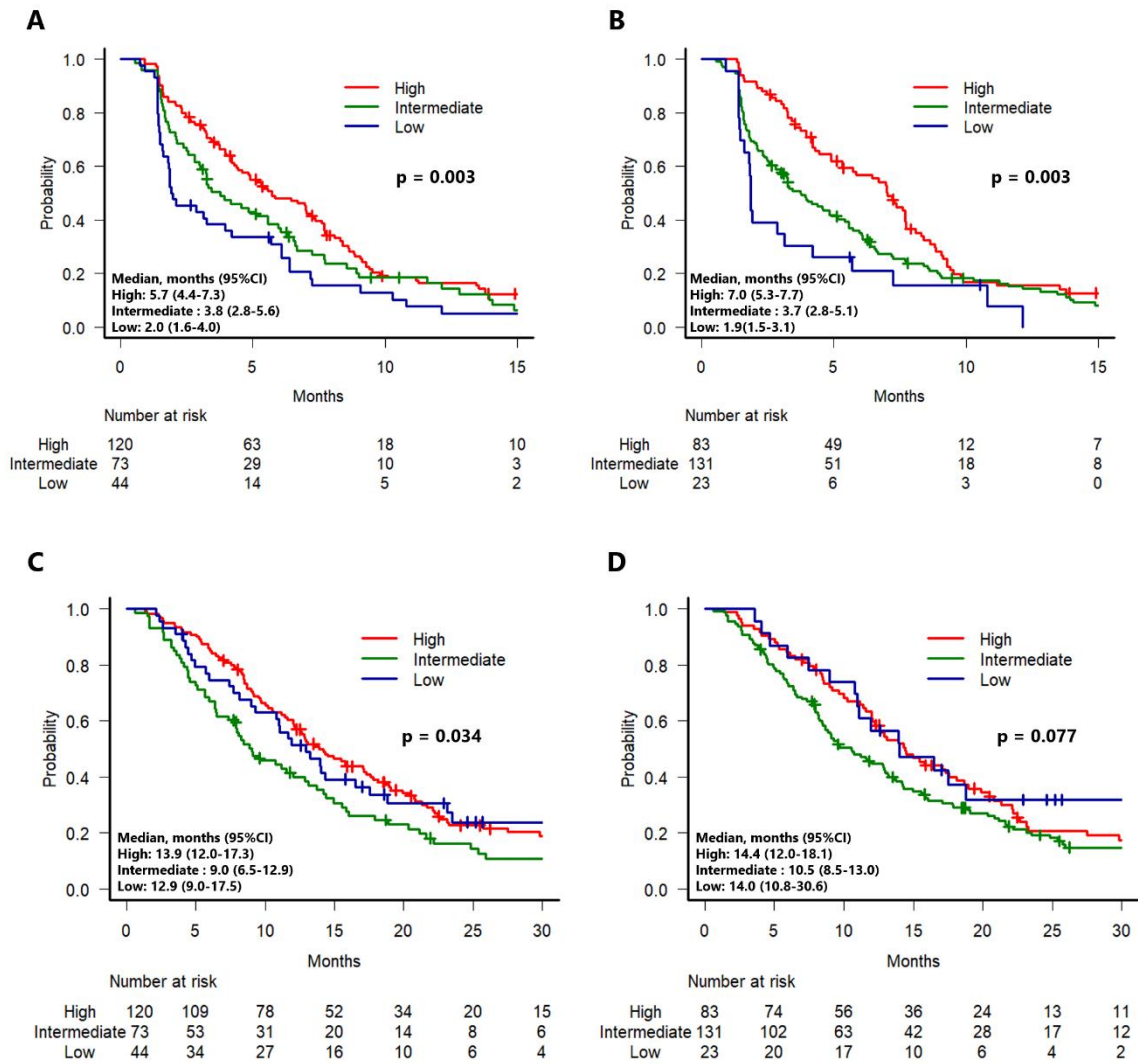 A
1.0
0.8
0.6
0.4
0.2
0.0
Probability
High
Intermediate
Low
p = 0.003
Median, months (95%CI)
High: 5.7 (4.4-7.3)
Intermediate : 3.8 (2.8-5.6)
Low: 2.0 (1.6-4.0)
0 5 10 15
Months
Number at risk
High 120 63 18 10
Intermediate 73 29 10 3
Low 44 14 5 2
B
1.0
0.8
0.6
0.4
0.2
0.0
Probability
High
Intermediate
Low
p = 0.003
Median, months (95%CI)
High: 7.0 (5.3-7.7)
Intermediate : 3.7 (2.8-5.1)
Low: 1.9(1.5-3.1)
0 5 10 15
Months
Number at risk
High 83 49 12 7
Intermediate 131 51 18 8
Low 23 6 3 0
C
1.0
0.8
0.6
0.4
0.2
0.0
Probability
High
Intermediate
Low
p = 0.034
Median, months (95%CI)
High: 13.9 (12.0-17.3)
Intermediate : 9.0 (6.5-12.9)
Low: 12.9 (9.0-17.5)
0 5 10 15 20 25 30
Months
Number at risk
High 120 109 78 52 34 20 15
Intermediate 73 53 31 20 14 8 6
Low 44 34 27 16 10 6 4
D
1.0
0.8
0.6
0.4
0.2
0.0
Probability
High
Intermediate
Low
p = 0.077
Median, months (95%CI)
High: 14.4 (12.0-18.1)
Intermediate : 10.5 (8.5-13.0)
Low: 14.0 (10.8-30.6)
0 5 10 15 20 25 30
Months
Number at risk
High 83 74 56 36 24 13 11
Intermediate 131 102 63 42 28 17 12
Low 23 20 17 10 6 4 2